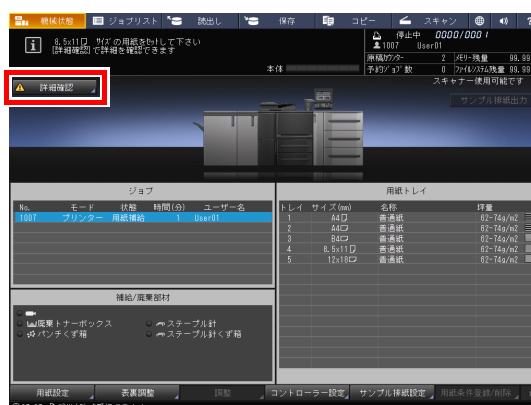 機械状態 ジョブリスト 読出し 保存 コピー スキャン
8.5x11 ｻｲｽﾞの用紙をｾｯﾄして下さい
[詳細確認]で詳細を確認できます
停止中 0000/0001
1007 User01
原稿ｶｳﾝﾀｰ 2 ﾒﾓﾘｰ残量 99.99
予約ｼﾞｮﾌﾞ数 0 ﾌｧｲﾙｼｽﾃﾑ残量 99.99
本体
スキャナー使用可能です
詳細確認
サンプル排紙出力
ジョブ
No. モード 状態 時間(分) ユーザー名
1007 プリンター 用紙補給 1 User01
用紙トレイ
トレイ サイズ(mm) 名称 坪量
1 A4 普通紙 62-74g/m2
2 A4 普通紙 62-74g/m2
3 B4 普通紙 62-74g/m2
4 8.5x11 普通紙 62-74g/m2
5 12x18 普通紙 62-74g/m2
補給/廃棄部材
廃棄トナーボックス ステープル針
パンチくず箱 ステープル針くず箱
用紙設定 表裏調整 調整 コントローラー設定 サンプル排紙設定 用紙条件登録/削除